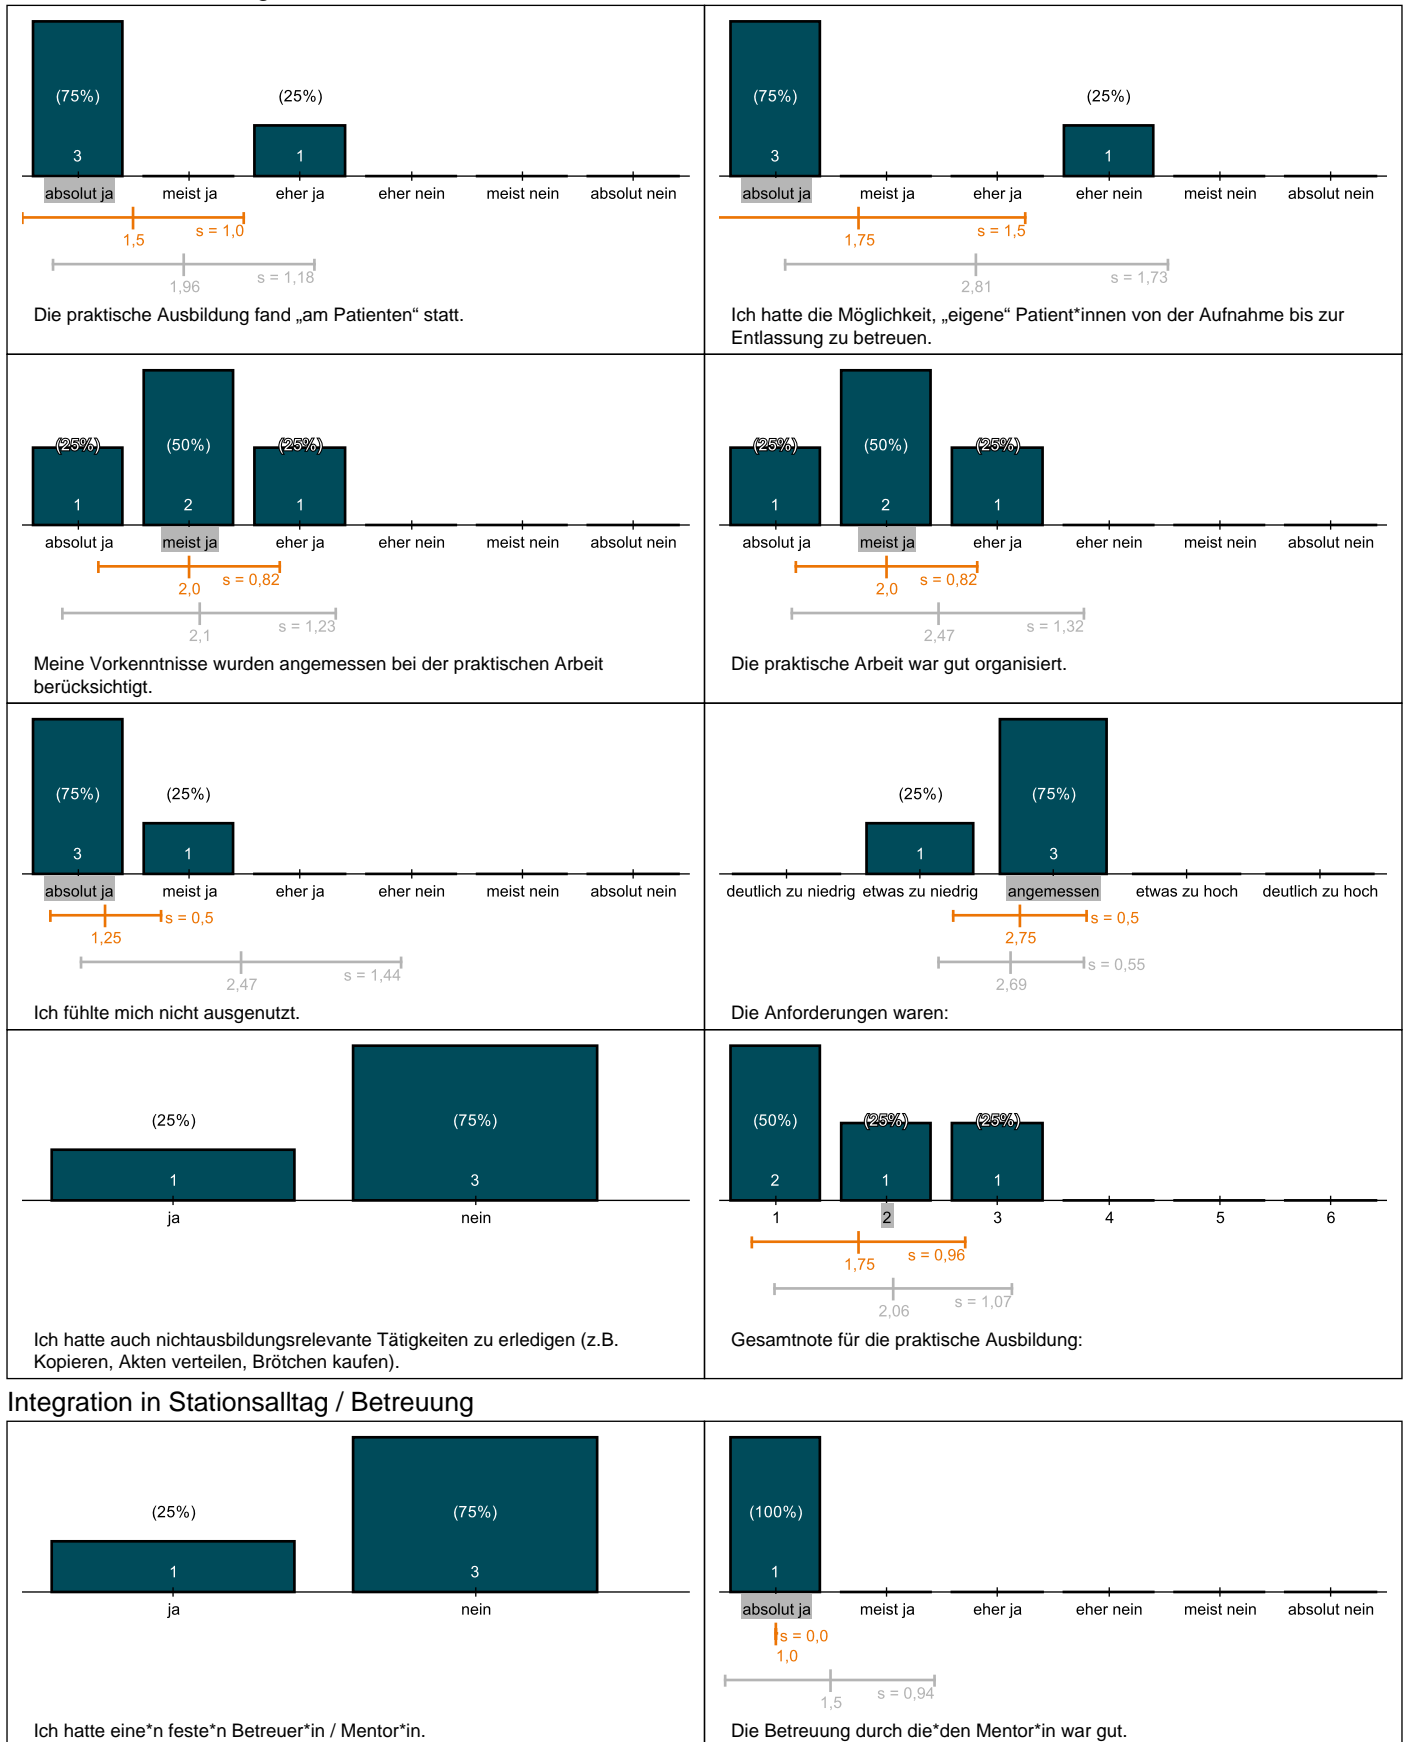 (75%) (25%)
3 1
absolut ja meist ja eher ja eher nein meist nein absolut nein
1,5 s = 1,0
1,96 s = 1,18
Die praktische Ausbildung fand „am Patienten“ statt.
(75%) (25%)
3 1
absolut ja meist ja eher ja eher nein meist nein absolut nein
1,75 s = 1,5
2,81 s = 1,73
Ich hatte die Möglichkeit, „eigene“ Patient*innen von der Aufnahme bis zur
Entlassung zu betreuen.
(25%) (50%) (25%)
1 2 1
absolut ja meist ja eher ja eher nein meist nein absolut nein
2,0 s = 0,82
2,1 s = 1,23
Meine Vorkenntnisse wurden angemessen bei der praktischen Arbeit
berücksichtigt.
(25%) (50%) (25%)
1 2 1
absolut ja meist ja eher ja eher nein meist nein absolut nein
2,0 s = 0,82
2,47 s = 1,32
Die praktische Arbeit war gut organisiert.
(75%) (25%)
3 1
absolut ja meist ja eher ja eher nein meist nein absolut nein
1,25 s = 0,5
2,47 s = 1,44
Ich fühlte mich nicht ausgenutzt.
(25%) (75%)
1 3
deutlich zu niedrig etwas zu niedrig angemessen etwas zu hoch deutlich zu hoch
2,75 s = 0,5
2,69 s = 0,55
Die Anforderungen waren:
(25%) (75%)
1 3
ja nein
Ich hatte auch nichtausbildungsrelevante Tätigkeiten zu erledigen (z.B.
Kopieren, Akten verteilen, Brötchen kaufen).
(50%) (25%) (25%)
2 1 1
1 2 3 4 5 6
1,75 s = 0,96
2,06 s = 1,07
Gesamtnote für die praktische Ausbildung:
Integration in Stationsalltag / Betreuung
(25%) (75%)
1 3
ja nein
Ich hatte eine*n feste*n Betreuer*in / Mentor*in.
(100%)
1
absolut ja meist ja eher ja eher nein meist nein absolut nein
s = 0,0
1,0
1,5 s = 0,94
Die Betreuung durch die*den Mentor*in war gut.